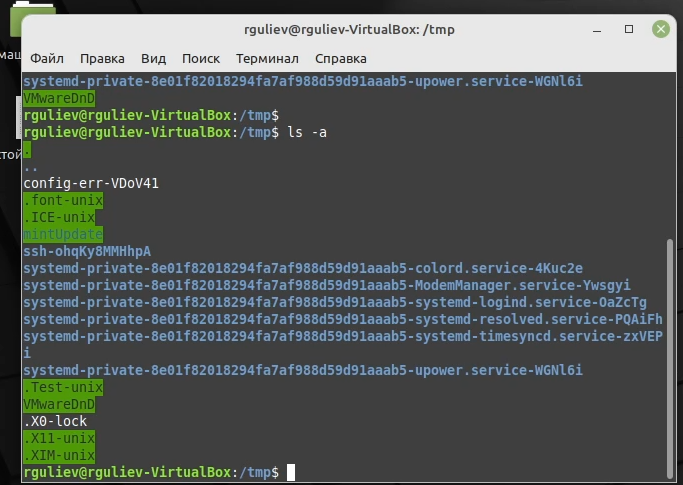 rguliev@rguliev-VirtualBox: /tmp
Файл Правка Вид Поиск Терминал Справка
systemd-private-8e01f82018294fa7af988d59d91aaab5-upower.service-WGNl6i
VMwareDnD
rguliev@rguliev-VirtualBox:/tmp$
rguliev@rguliev-VirtualBox:/tmp$ ls -a
.
..
config-err-VDoV41
.font-unix
.ICE-unix
mintUpdate
ssh-ohqKy8MMHhpA
systemd-private-8e01f82018294fa7af988d59d91aaab5-colord.service-4Kuc2e
systemd-private-8e01f82018294fa7af988d59d91aaab5-ModemManager.service-Ywsgyi
systemd-private-8e01f82018294fa7af988d59d91aaab5-systemd-logind.service-OaZcTg
systemd-private-8e01f82018294fa7af988d59d91aaab5-systemd-resolved.service-PQAiFh
systemd-private-8e01f82018294fa7af988d59d91aaab5-systemd-timesyncd.service-zxVEP
i
systemd-private-8e01f82018294fa7af988d59d91aaab5-upower.service-WGNl6i
.Test-unix
VMwareDnD
.X0-lock
.X11-unix
.XIM-unix
rguliev@rguliev-VirtualBox:/tmp$